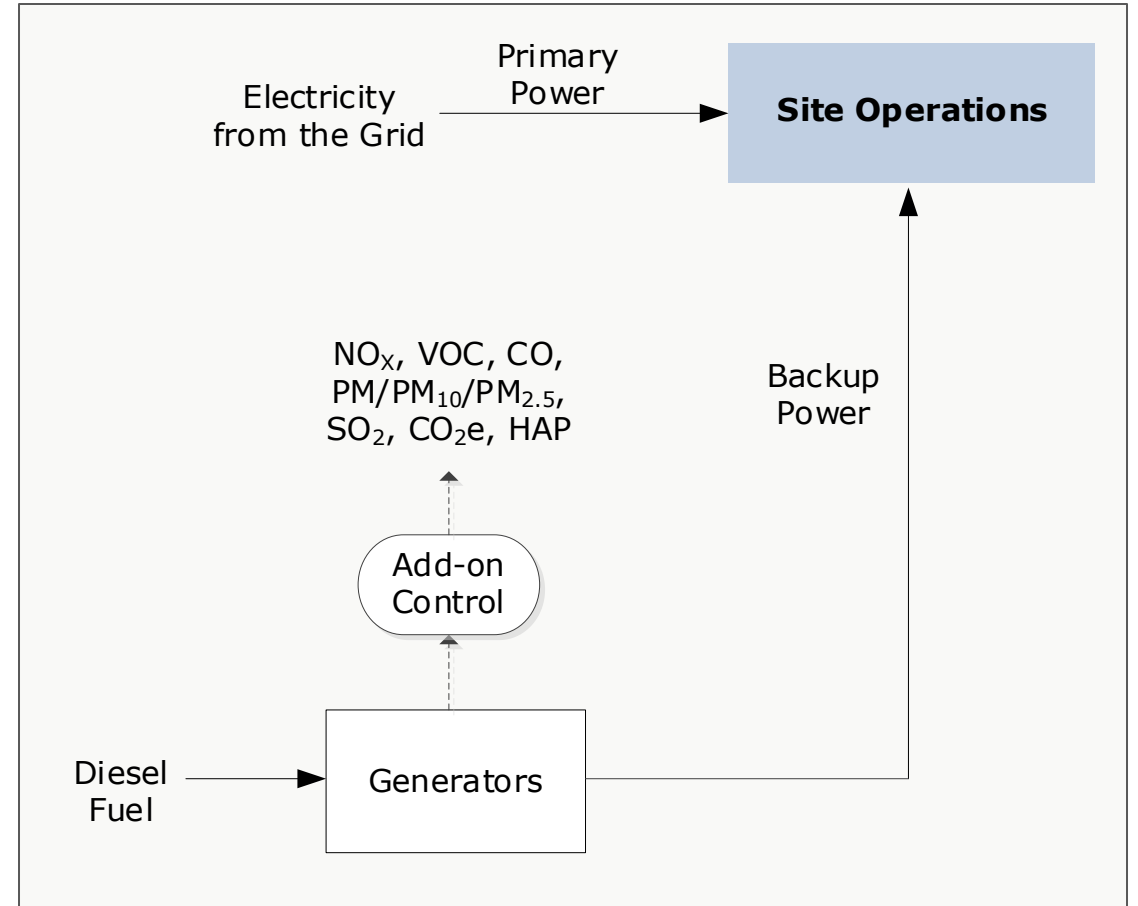 Primary
Power
Electricity
from the Grid
Site Operations
NOₓ, VOC, CO,
PM/PM₁₀/PM₂.₅,
SO₂, CO₂e, HAP
Backup
Power
Add-on
Control
Diesel
Fuel
Generators